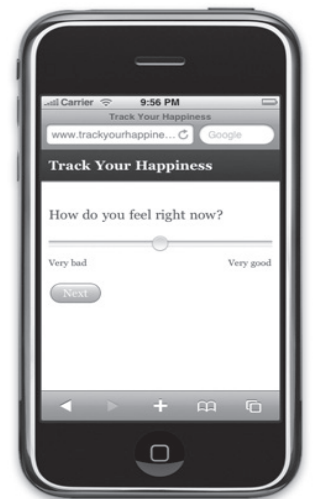 Carrier 9:56 PM
Track Your Happiness
www.trackyourhappine... Google
Track Your Happiness
How do you feel right now?
Very bad Very good
Next